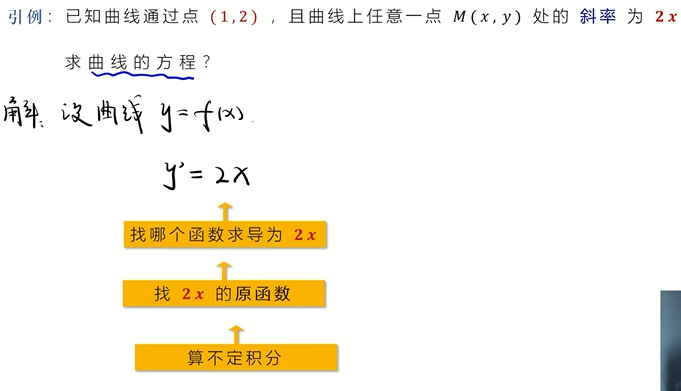 引例：已知曲线通过点 (1,2) ，且曲线上任意一点 M(x,y) 处的 斜率 为 2x
求曲线的方程？
解、设曲线 y=f(x).
y'=2x
找哪个函数求导为 2x
找 2x 的原函数
算不定积分